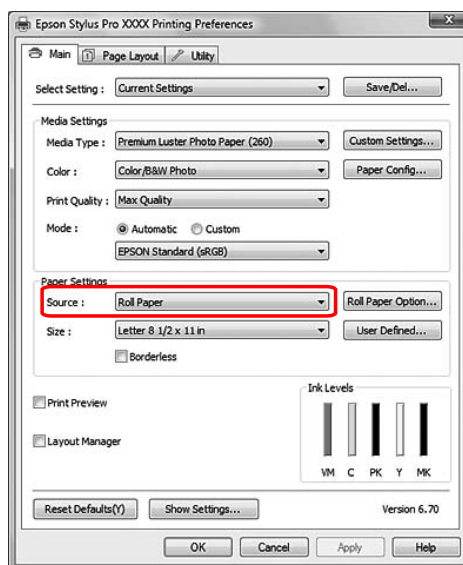 Epson Stylus Pro XXXX Printing Preferences
Main Page Layout Utility
Select Setting : Current Settings Save/Del...
Media Settings
Media Type : Premium Luster Photo Paper (260) Custom Settings...
Color : Color/B&W Photo Paper Config...
Print Quality : Max Quality
Mode : Automatic Custom
EPSON Standard (sRGB)
Paper Settings
Source : Roll Paper Roll Paper Option...
Size : Letter 8 1/2 x 11 in User Defined...
Borderless
Ink Levels
Print Preview
Layout Manager
VM C PK Y MK
Reset Defaults(Y) Show Settings... Version 6.70
OK Cancel Apply Help